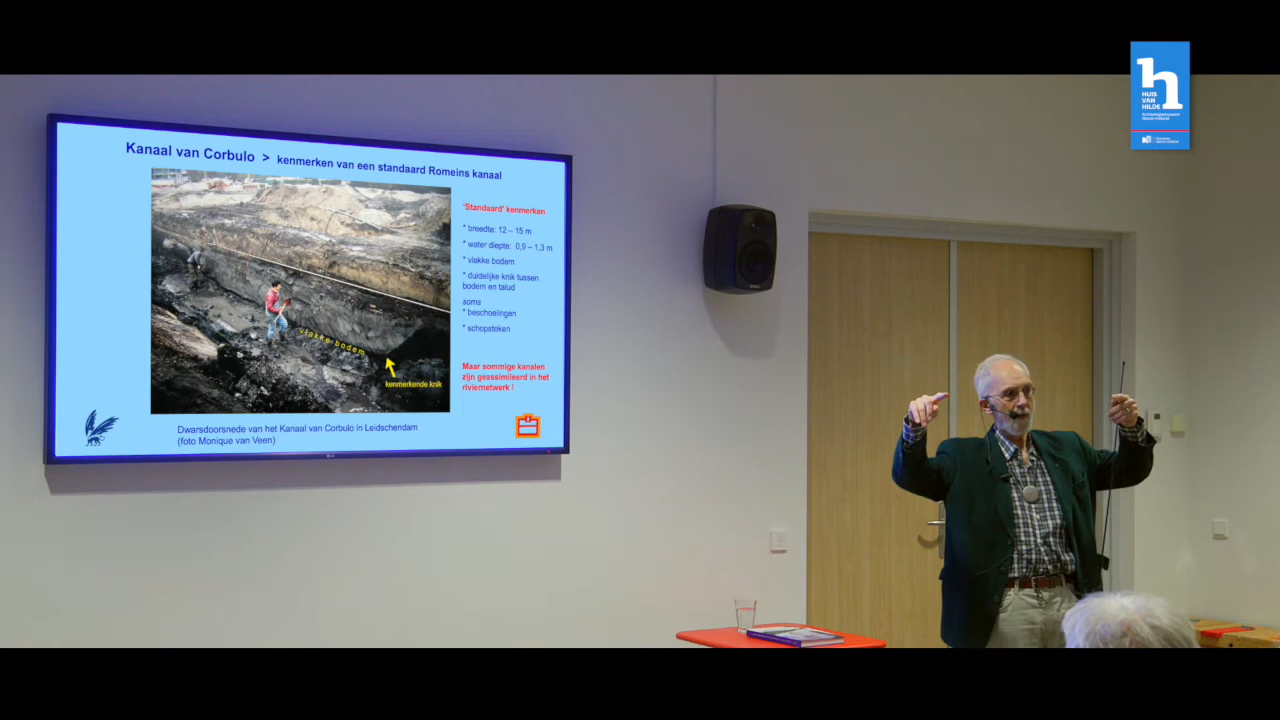 Kanaal van Corbulo > kenmerken van een standaard Romeins kanaal
'Standaard' kenmerken
* breedte: 12 – 15 m
* water diepte: 0,9 – 1,3 m
* vlakke bodem
* duidelijke knik tussen
bodem en talud
soms
* beschoeiingen
* schopsteken
Maar sommige kanalen
zijn geassimileerd in het
riviernetwerk !
vlakke bodem
kenmerkende knik
Dwarsdoorsnede van het Kanaal van Corbulo in Leidschendam
(foto Monique van Veen)
h
HUIS
VAN
HILDE